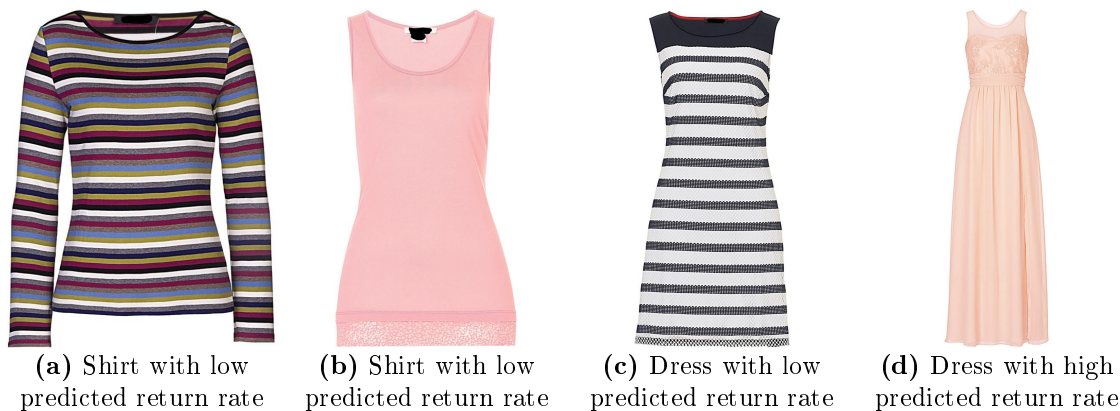 (a) Shirt with low
predicted return rate
(b) Shirt with low
predicted return rate
(c) Dress with low
predicted return rate
(d) Dress with high
predicted return rate